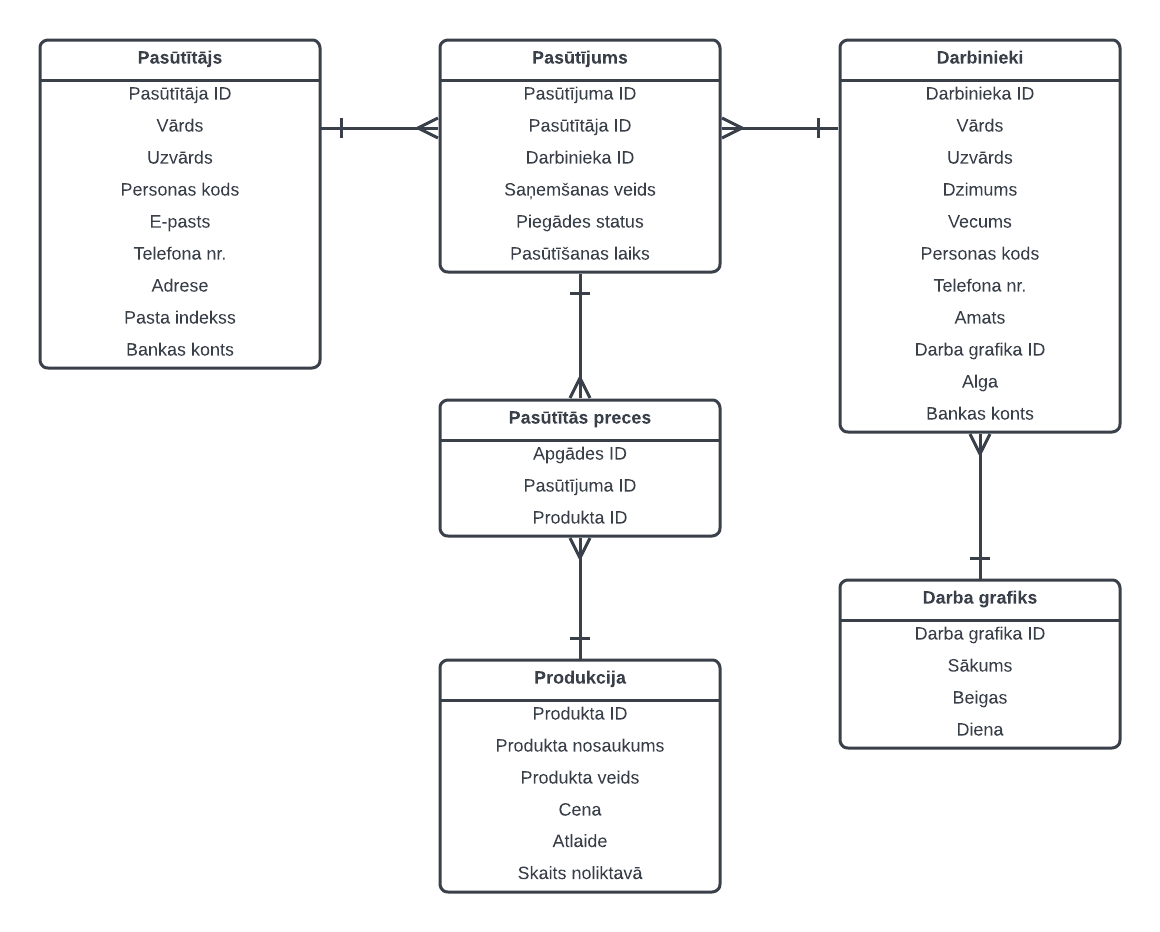 Pasūtītājs
Pasūtītāja ID
Vārds
Uzvārds
Personas kods
E-pasts
Telefona nr.
Adrese
Pasta indekss
Bankas konts
Pasūtījums
Pasūtījuma ID
Pasūtītāja ID
Darbinieka ID
Saņemšanas veids
Piegādes status
Pasūtīšanas laiks
Darbinieki
Darbinieka ID
Vārds
Uzvārds
Dzimums
Vecums
Personas kods
Telefona nr.
Amats
Darba grafika ID
Alga
Bankas konts
Pasūtītās preces
Apgādes ID
Pasūtījuma ID
Produkta ID
Darba grafiks
Darba grafika ID
Sākums
Beigas
Diena
Produkcija
Produkta ID
Produkta nosaukums
Produkta veids
Cena
Atlaide
Skaits noliktavā